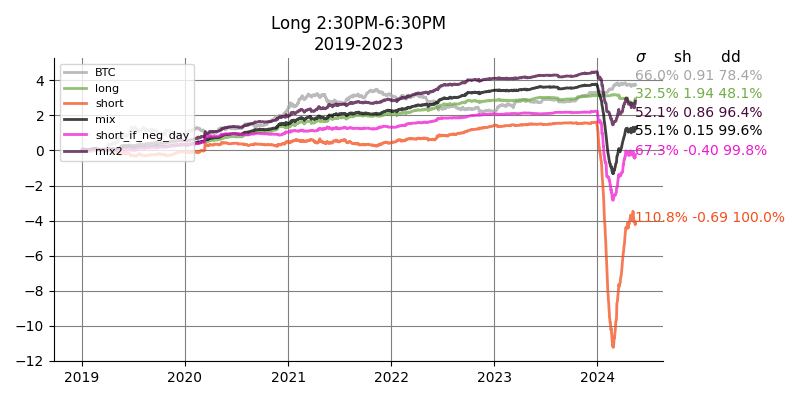 Long 2:30PM-6:30PM
2019-2023
σ sh dd
66.0% 0.91 78.4%
32.5% 1.94 48.1%
52.1% 0.86 96.4%
55.1% 0.15 99.6%
67.3% -0.40 99.8%
110.8% -0.69 100.0%
BTC
long
short
mix
short_if_neg_day
mix2
4
2
0
−2
−4
−6
−8
−10
−12
2019 2020 2021 2022 2023 2024